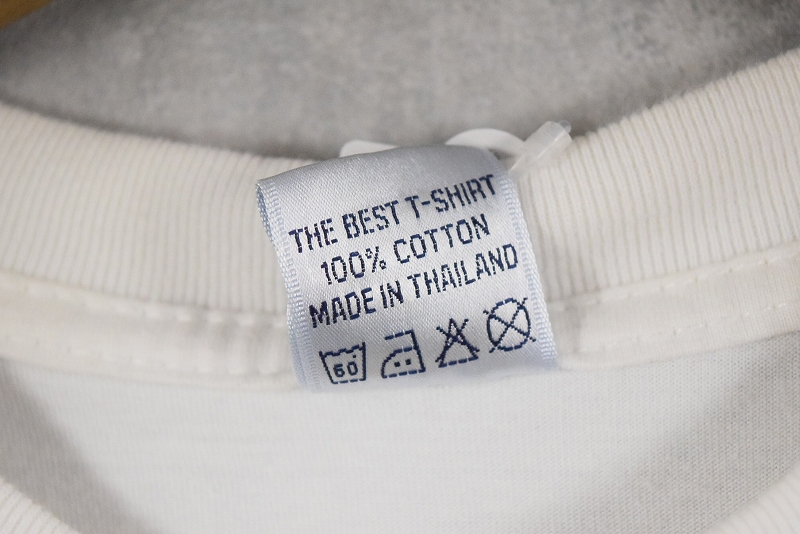 THE BEST T-SHIRT
100% COTTON
MADE IN THAILAND
60°